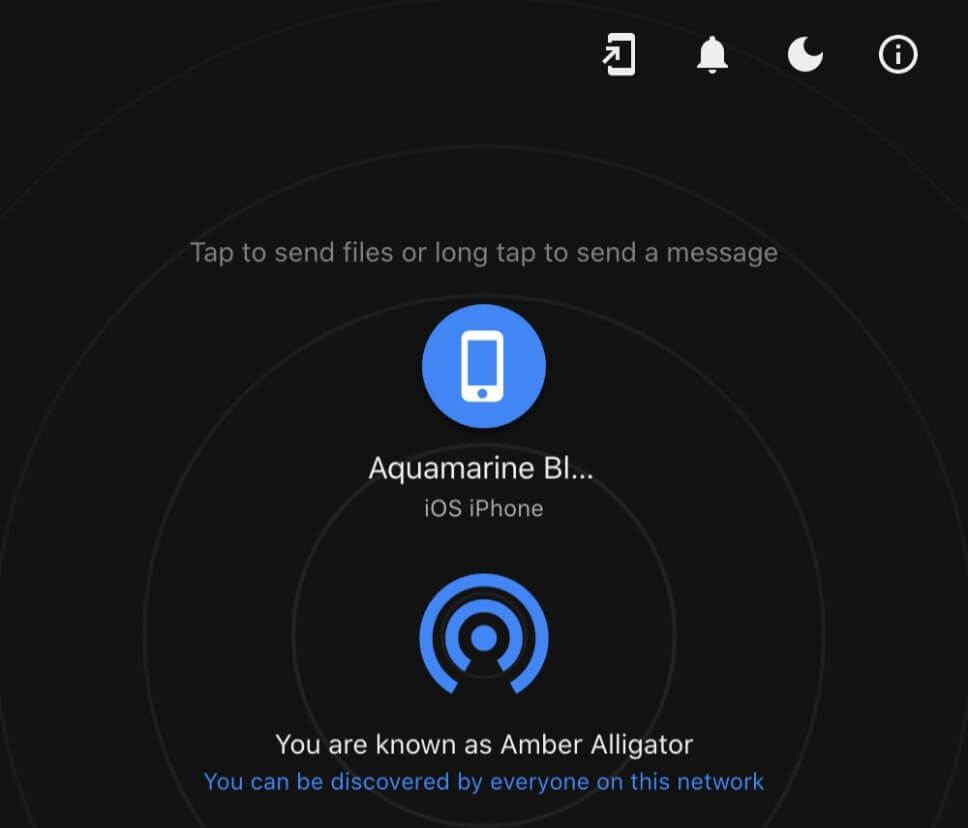 Tap to send files or long tap to send a message
Aquamarine Bl...
iOS iPhone
You are known as Amber Alligator
You can be discovered by everyone on this network